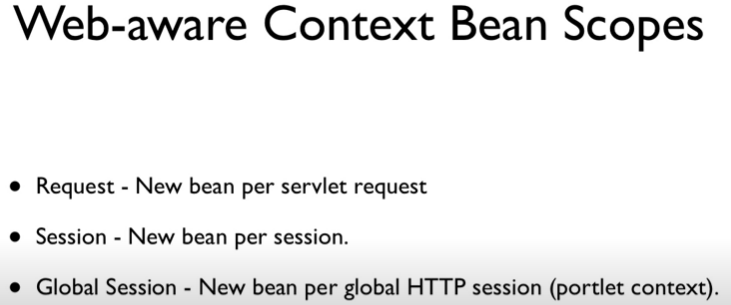 Web-aware Context Bean Scopes
• Request - New bean per servlet request
• Session - New bean per session.
• Global Session - New bean per global HTTP session (portlet context).